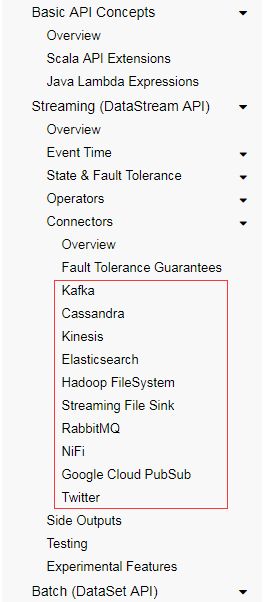 Basic API Concepts
Overview
Scala API Extensions
Java Lambda Expressions
Streaming (DataStream API)
Overview
Event Time
State & Fault Tolerance
Operators
Connectors
Overview
Fault Tolerance Guarantees
Kafka
Cassandra
Kinesis
Elasticsearch
Hadoop FileSystem
Streaming File Sink
RabbitMQ
NiFi
Google Cloud PubSub
Twitter
Side Outputs
Testing
Experimental Features
Batch (DataSet API)